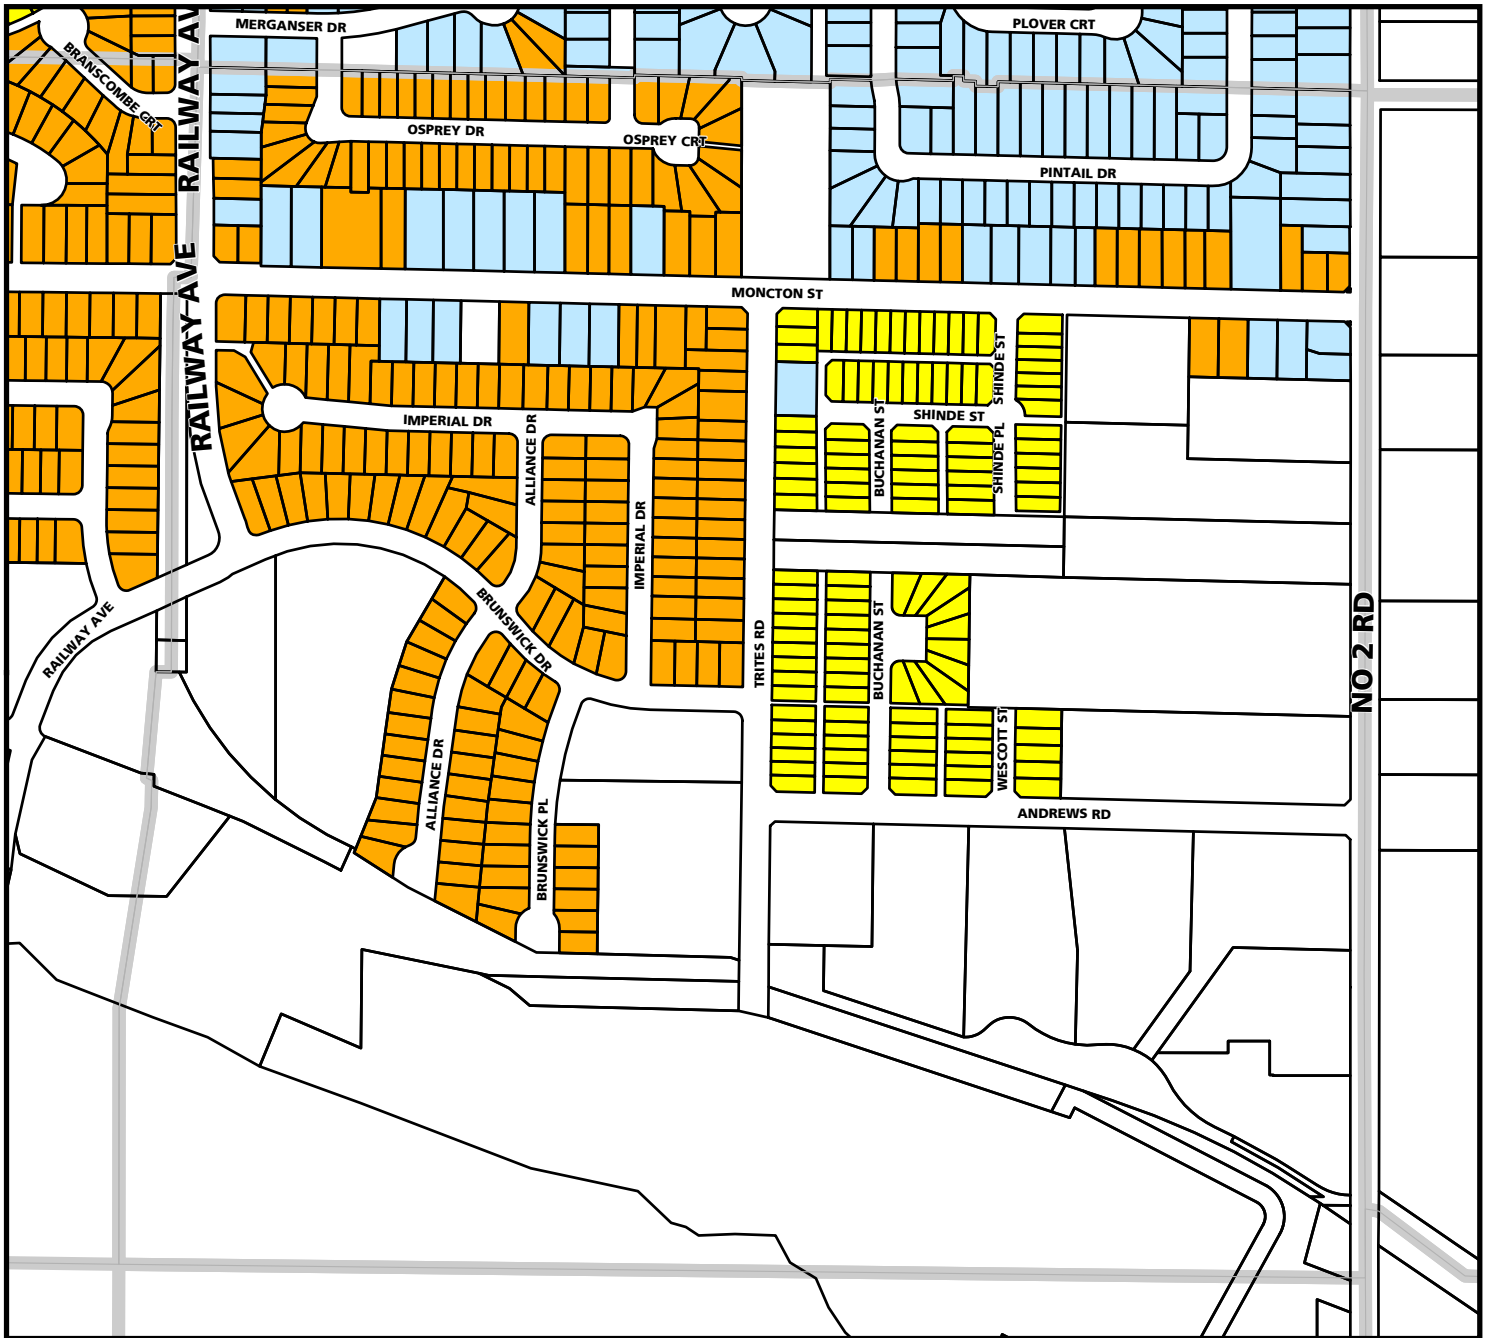 MERGANSER DR
PLOVER CRT
RAILWAY AV
BRANSCOMBE CRT
OSPREY DR
OSPREY CRT
PINTAIL DR
RAILWAY AVE
MONCTON ST
SHINDE ST
IMPERIAL DR
ALLIANCE DR
SHINDE ST
BUCHANAN ST
SHINDE PL
IMPERIAL DR
RAILWAY AVE
BRUNSWICK DR
TRITES RD
BUCHANAN ST
NO 2 RD
ALLIANCE DR
WESCOTT ST
BRUNSWICK PL
ANDREWS RD